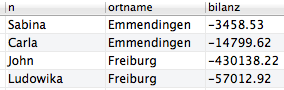 n ortname bilanz
Sabina Emmendingen -3458.53
Carla Emmendingen -14799.62
John Freiburg -430138.22
Ludowika Freiburg -57012.92